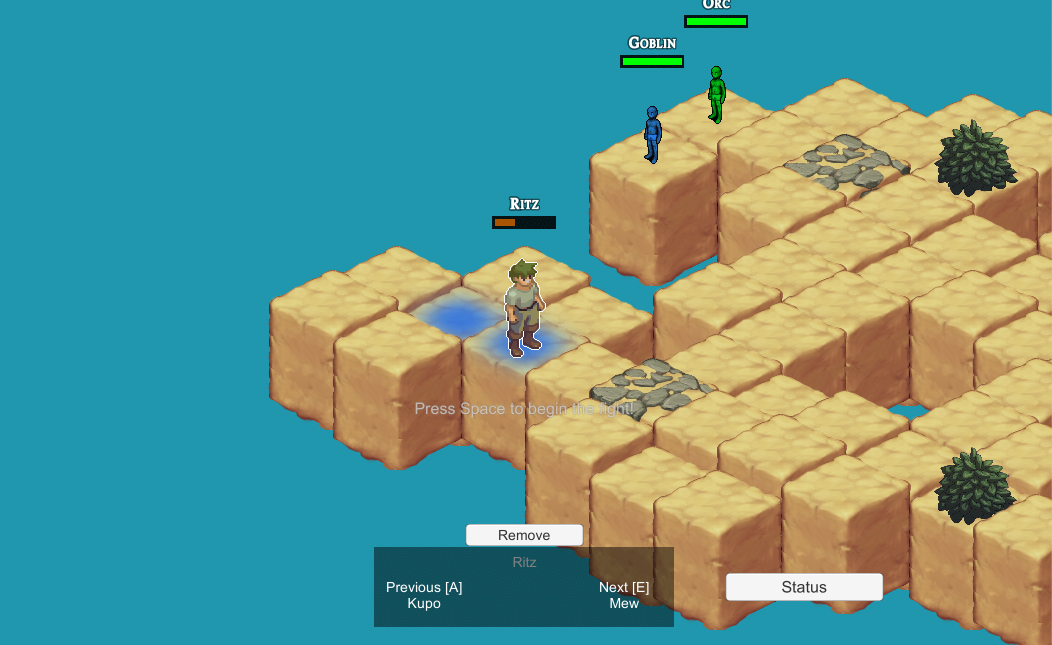 ORC
GOBLIN
RITZ
Press Space to begin the fight!
Remove
Ritz
Previous [A]
Kupo
Next [E]
Mew
Status